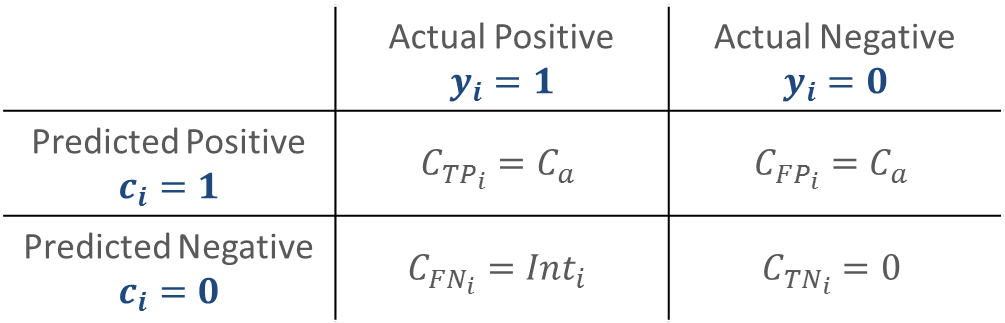 Actual Positive Actual Negative
y_i = 1 y_i = 0
Predicted Positive
c_i = 1
C_{TP_i} = C_a C_{FP_i} = C_a
Predicted Negative
c_i = 0
C_{FN_i} = Int_i C_{TN_i} = 0